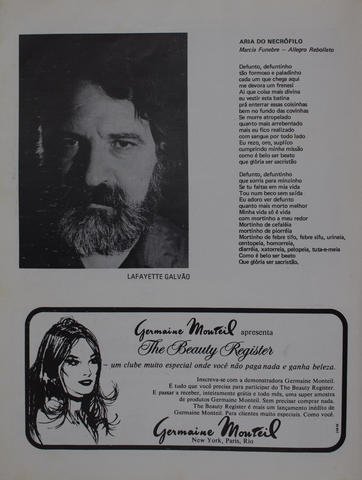 ARIA DO NECRÓFILO
Marcia Funebre — Allegro Rebollato
Defunto, defuntinho
tão formoso e paladinho
cada um que chega aqui
me devora um frenesi
Ai que coisa mais divina
eu vestir esta batina
prá enterrar essas coisinhas
bem no fundo das covinhas
Se morre atropelado
quanto mais arrebentado
mais eu fico realizado
com sangue por todo lado
Eu rezo, oro, suplico
cumprindo minha missão
como é belo ser beato
que glória ser sacristão.
Defunto, defuntinho
que sorris para mimzinho
Se tu faltas em mia vida
Tou num beco sem saída
Eu adoro ver defunto
quanto mais morto melhor
Minha vida só é vida
com mortinho a meu redor
Mortinho de cefaléia
mortinho de piorréia
Mortinho de febre tifo, febre sifu, urineia,
centopeia, homorreia,
diarréia, xatorreia, pelopeia, tuta-e-meia
Como é belo ser beato
Que glória ser sacristão.
LAFAYETTE GALVÃO
Germaine Monteil apresenta
The Beauty Register
— um clube muito especial onde você não paga nada e ganha beleza.
Inscreva-se com a demonstradora Germaine Monteil.
É tudo que você precisa para participar do The Beauty Register.
E passar a receber, inteiramente grátis e todo mês, uma super amostra
de produtos Germaine Monteil. Sem precisar comprar nada.
The Beauty Register é mais um lançamento inédito de
Germaine Monteil. Para clientes muito especiais. Como você.
Germaine Monteil
New York, Paris, Rio